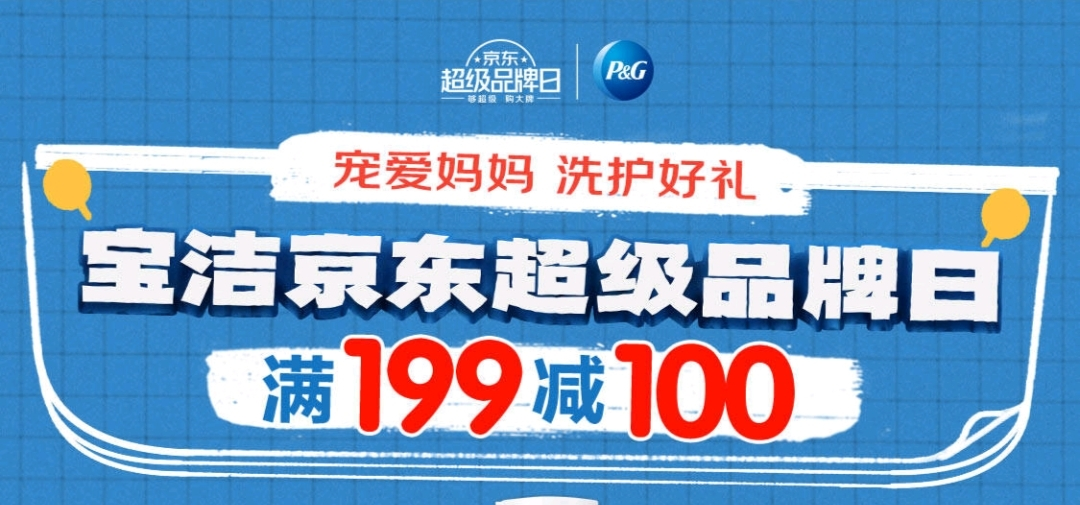 京东
超级品牌日
够超级 购大牌
P&G
宠爱妈妈 洗护好礼
宝洁京东超级品牌日
满199减100